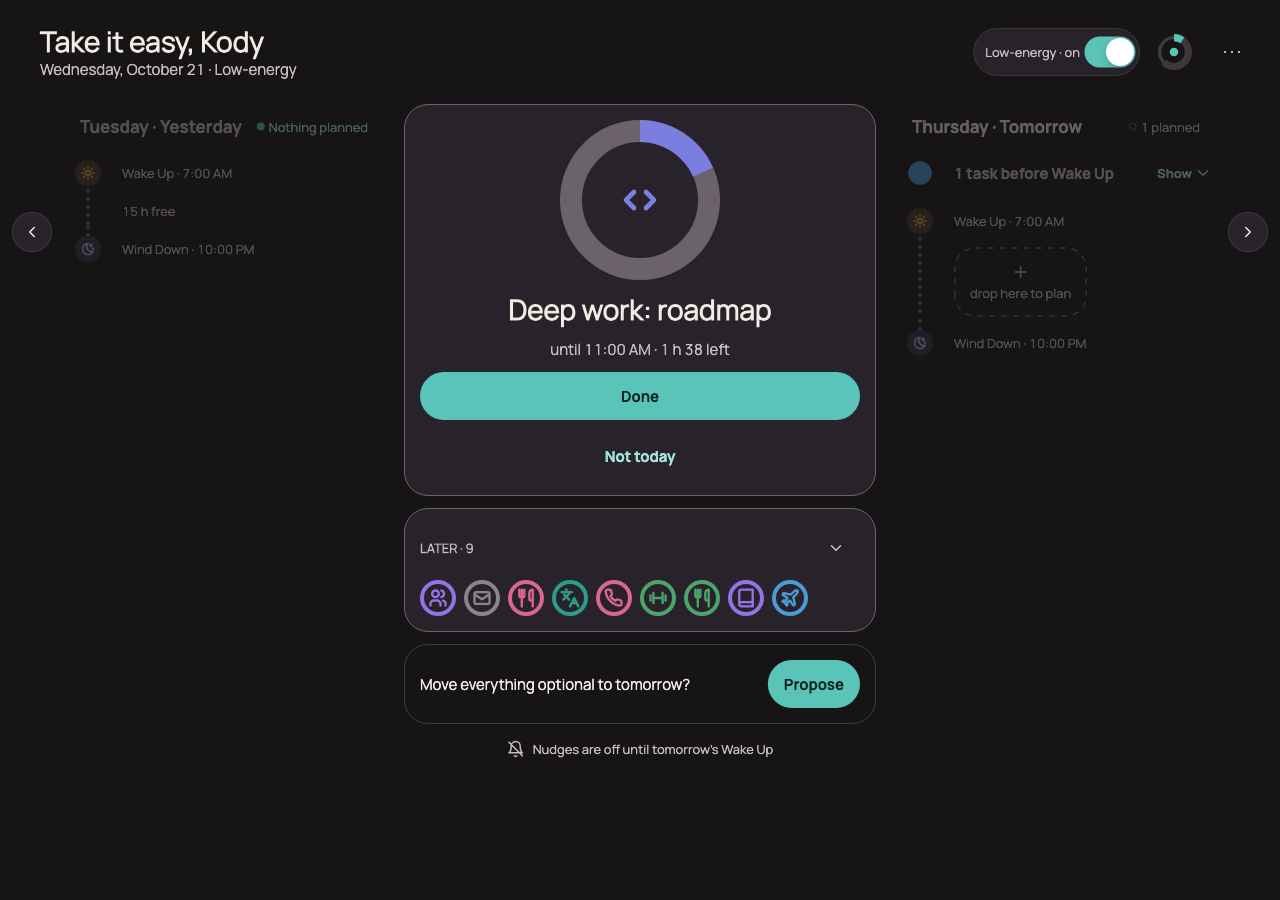 Take it easy, Kody
Wednesday, October 21 · Low-energy
Low-energy · on
Tuesday · Yesterday
Nothing planned
Wake Up · 7:00 AM
15 h free
Wind Down · 10:00 PM
Deep work: roadmap
until 11:00 AM · 1 h 38 left
Done
Not today
LATER · 9
Move everything optional to tomorrow?
Propose
Nudges are off until tomorrow's Wake Up
Thursday · Tomorrow
1 planned
1 task before Wake Up
Show
Wake Up · 7:00 AM
drop here to plan
Wind Down · 10:00 PM